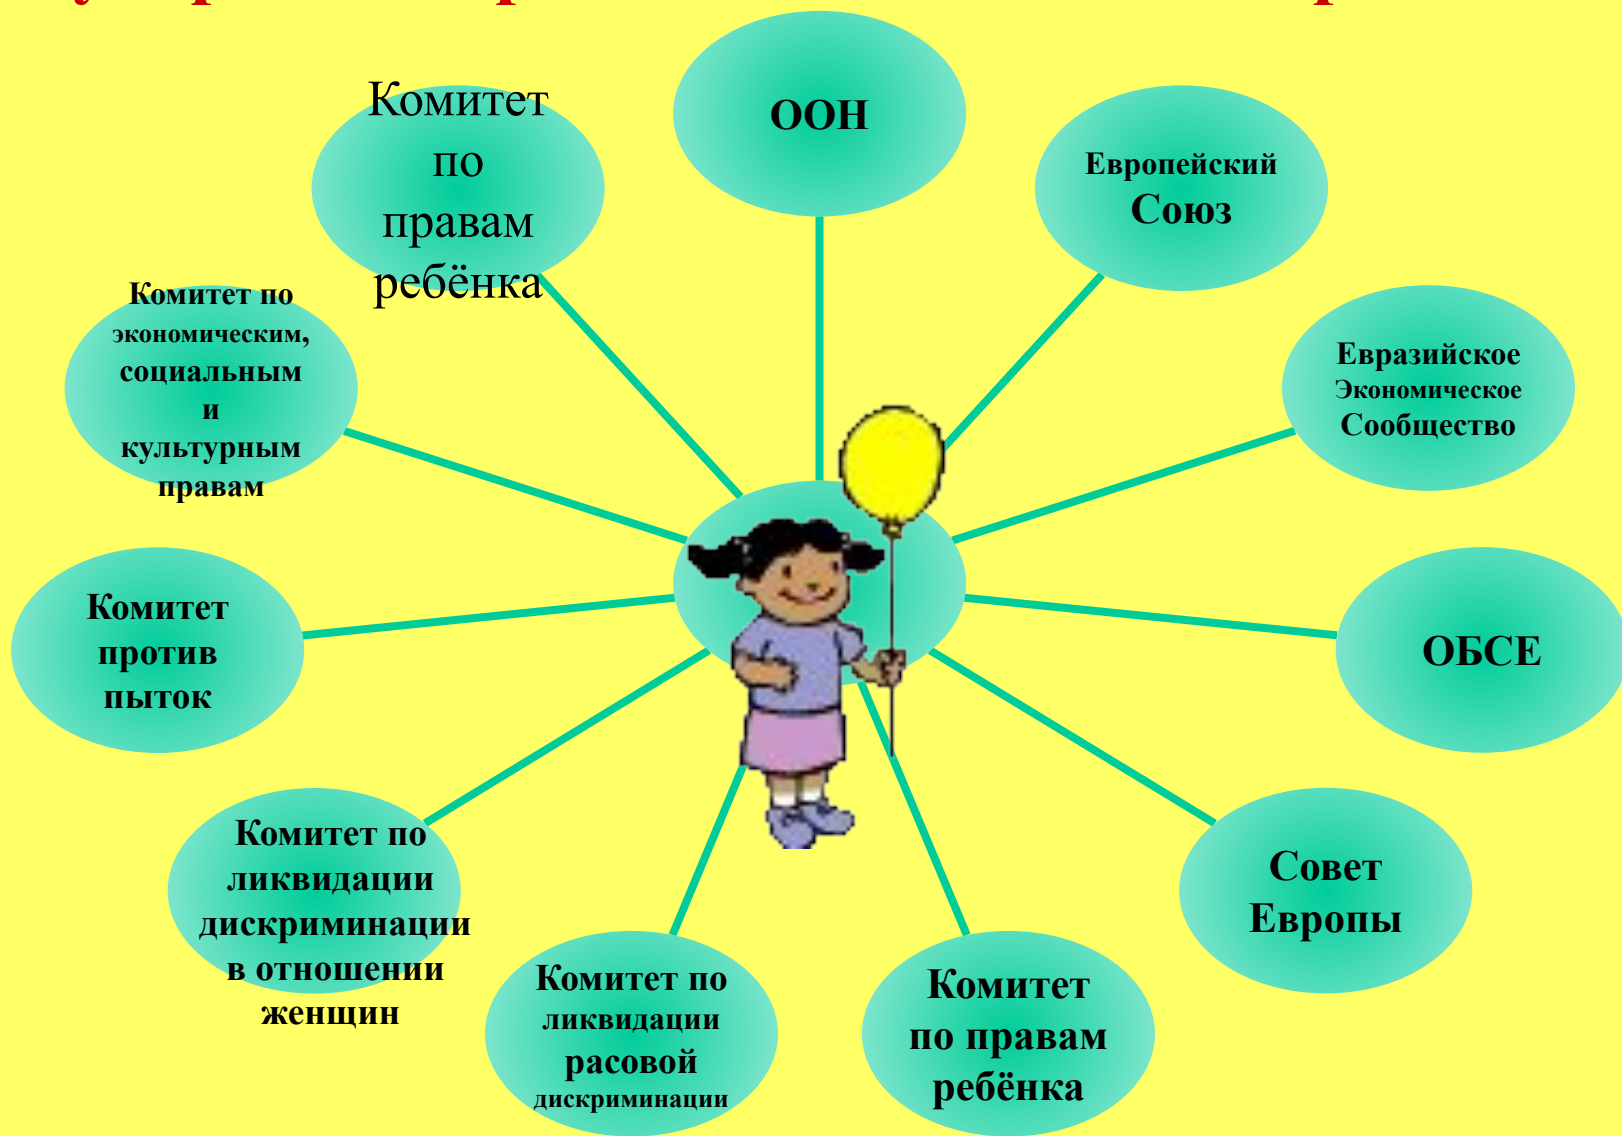 ООН
Европейский
Союз
Евразийское
Экономическое
Сообщество
ОБСЕ
Совет
Европы
Комитет
по правам
ребёнка
Комитет по
ликвидации
расовой
дискриминации
Комитет по
ликвидации
дискриминации
в отношении
женщин
Комитет
против
пыток
Комитет по
экономическим,
социальным
и
культурным
правам
Комитет
по
правам
ребёнка